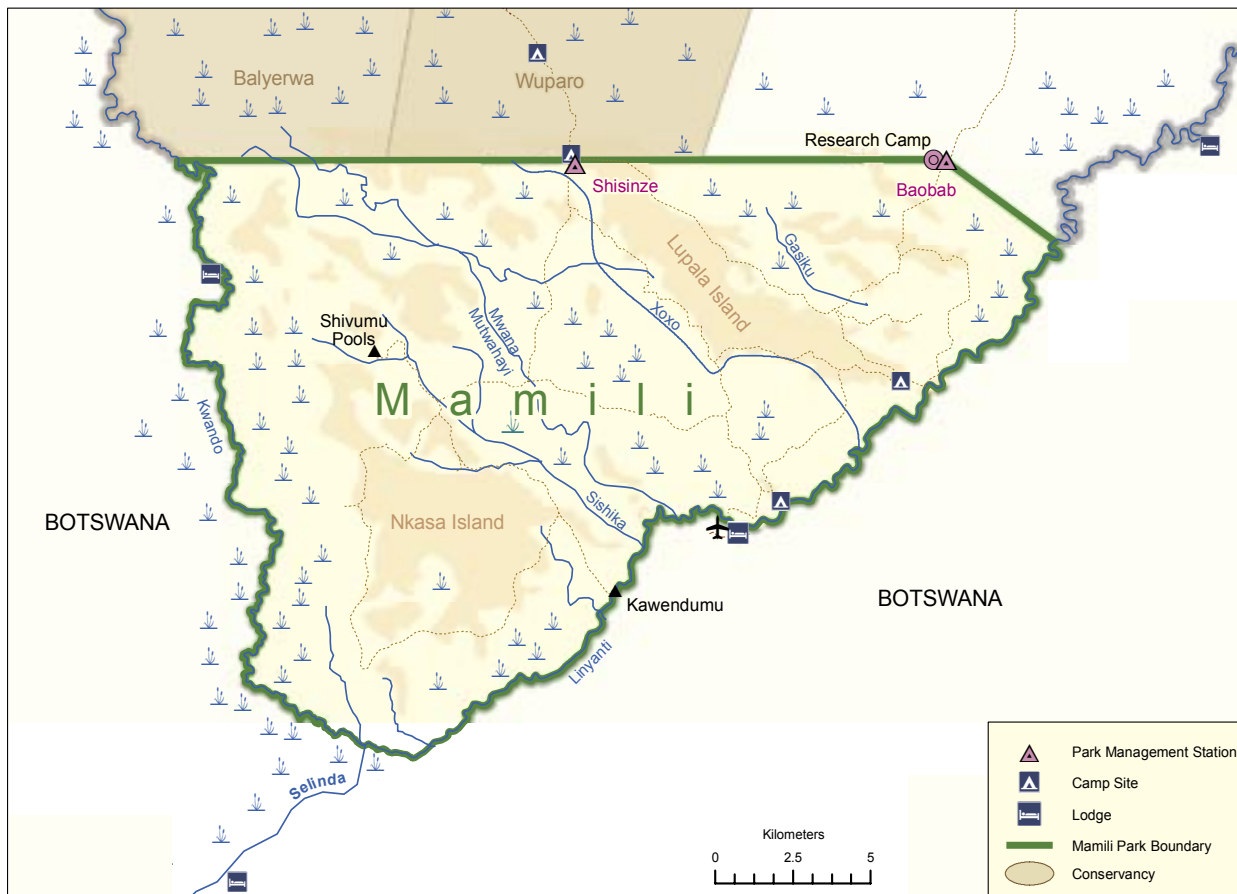 Balyerwa
Wuparo
Research Camp
Shisinze
Baobab
Lupala Island
Gasiku
Xoxo
Shivumu
Pools
Mwana
Mutwahayi
Mamili
Kwando
Nkasa Island
Sishika
BOTSWANA
Kawendumu
BOTSWANA
Linyanti
Selinda
Park Management Station
Camp Site
Lodge
Mamili Park Boundary
Conservancy
Kilometers
0 2.5 5